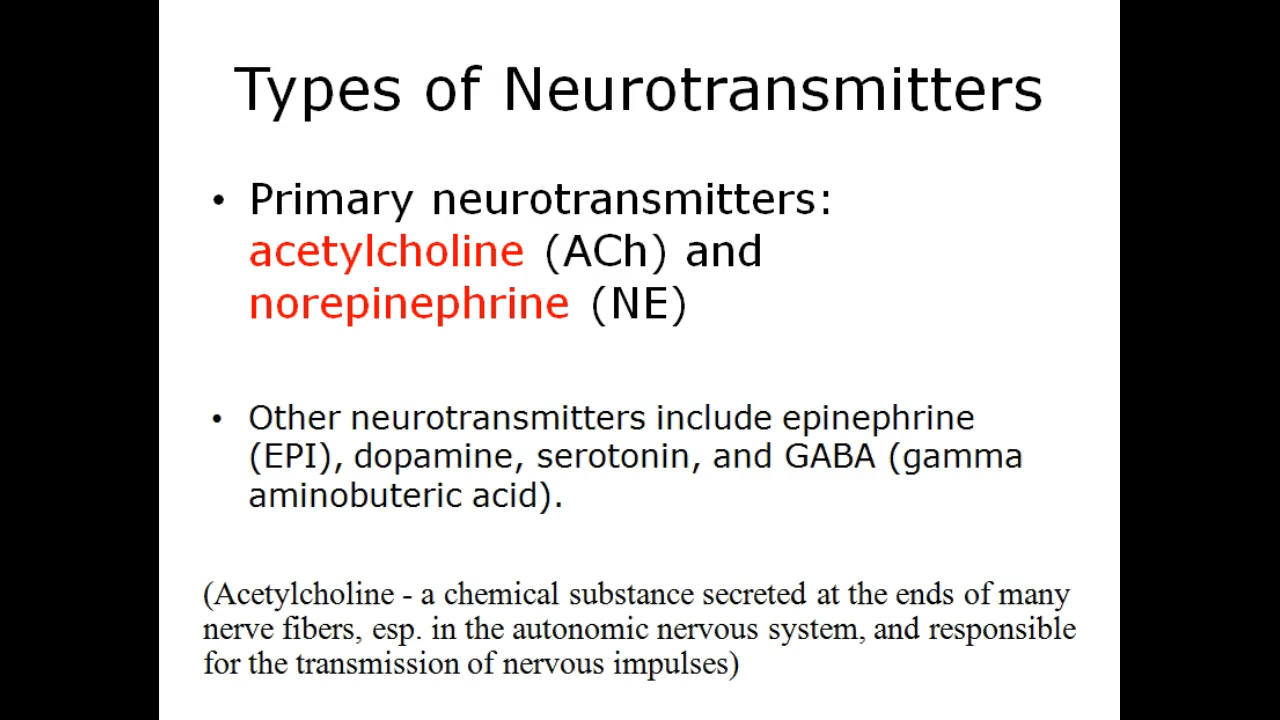 Types of Neurotransmitters
• Primary neurotransmitters:
acetylcholine (ACh) and
norepinephrine (NE)
• Other neurotransmitters include epinephrine
(EPI), dopamine, serotonin, and GABA (gamma
aminobuteric acid).
(Acetylcholine - a chemical substance secreted at the ends of many
nerve fibers, esp. in the autonomic nervous system, and responsible
for the transmission of nervous impulses)